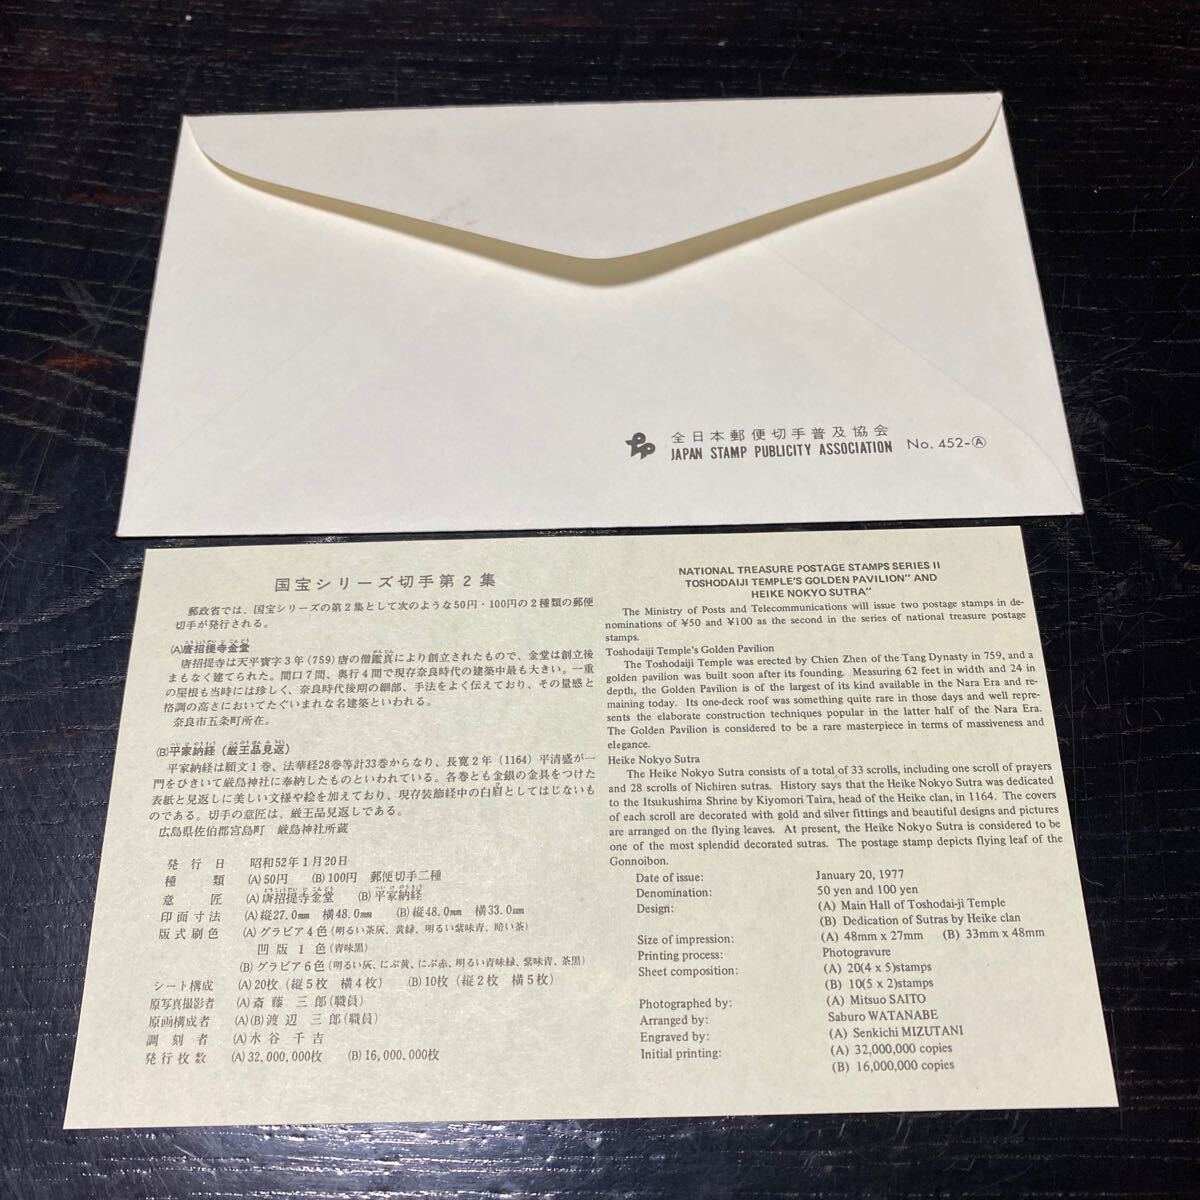 全日本郵便切手普及協会
JAPAN STAMP PUBLICITY ASSOCIATION No. 452-Ⓐ
国宝シリーズ切手第2集
郵政省では、国宝シリーズの第2集として次のような50円・100円の2種類の郵便
切手が発行される。
(A)唐招提寺金堂
唐招提寺は天平宝字3年(759)唐の僧鑑真により創立されたもので、金堂は創立後
まもなく建てられた。間口7間、奥行4間で現存奈良時代の建築中最も大きい。一重
の屋根も当時には珍しく、奈良時代後期の細部、手法をよく伝えており、その量感と
格調の高さにおいてたぐいまれな名建築といわれる。
奈良市五条町所在。
(B)平家納経(厳王品見返)
平家納経は願文1巻、法華経28巻等計33巻からなり、長寛2年(1164)平清盛が一
門をひきいて厳島神社に奉納したものといわれている。各巻とも金銀の金具をつけた
表紙と見返しに美しい文様や絵を加えており、現存装飾経中の白眉としてはじないも
のである。切手の意匠は、厳王品見返しである。
広島県佐伯郡宮島町 厳島神社所蔵
発行日 昭和52年1月20日
種類 (A)50円 (B)100円 郵便切手二種
意匠 (A)唐招提寺金堂 (B)平家納経
印面寸法 (A)縦27.0mm 横48.0mm (B)縦48.0mm 横33.0mm
版式刷色 (A)グラビア4色(明るい茶灰、黄緑、明るい紫味青、暗い茶)
凹版1色(青味黒)
(B)グラビア6色(明るい灰、にぶ黄、にぶ赤、明るい青味緑、紫味青、茶黒)
シート構成 (A)20枚(縦5枚 横4枚) (B)10枚(縦2枚 横5枚)
原写真撮影者 (A)斎藤三郎(職員)
原画構成者 (A)(B)渡辺三郎(職員)
調刻者 (A)水谷千吉
発行枚数 (A)32,000,000枚 (B)16,000,000枚
NATIONAL TREASURE POSTAGE STAMPS SERIES II
TOSHODAIJI TEMPLE'S GOLDEN PAVILION" AND
HEIKE NOKYO SUTRA"
The Ministry of Posts and Telecommunications will issue two postage stamps in de-
nominations of ¥50 and ¥100 as the second in the series of national treasure postage
stamps.
Toshodaiji Temple's Golden Pavilion
The Toshodaiji Temple was erected by Chien Zhen of the Tang Dynasty in 759, and a
golden pavilion was built soon after its founding. Measuring 62 feet in width and 24 in
depth, the Golden Pavilion is of the largest of its kind available in the Nara Era and re-
maining today. Its one-deck roof was something quite rare in those days and well repre-
sents the elaborate construction techniques popular in the latter half of the Nara Era.
The Golden Pavilion is considered to be a rare masterpiece in terms of massiveness and
elegance.
Heike Nokyo Sutra
The Heike Nokyo Sutra consists of a total of 33 scrolls, including one scroll of prayers
and 28 scrolls of Nichiren sutras. History says that the Heike Nokyo Sutra was dedicated
to the Itsukushima Shrine by Kiyomori Taira, head of the Heike clan, in 1164. The covers
of each scroll are decorated with gold and silver fittings and beautiful designs and pictures
are arranged on the flying leaves. At present, the Heike Nokyo Sutra is considered to be
one of the most splendid decorated sutras. The postage stamp depicts flying leaf of the
Gonnoibon.
Date of issue: January 20, 1977
Denomination: 50 yen and 100 yen
Design: (A) Main Hall of Toshodai-ji Temple
(B) Dedication of Sutras by Heike clan
Size of impression: (A) 48mm x 27mm (B) 33mm x 48mm
Printing process: Photogravure
Sheet composition: (A) 20(4 x 5)stamps
(B) 10(5 x 2)stamps
Photographed by: (A) Mitsuo SAITO
Arranged by: Saburo WATANABE
Engraved by: (A) Senkichi MIZUTANI
Initial printing: (A) 32,000,000 copies
(B) 16,000,000 copies